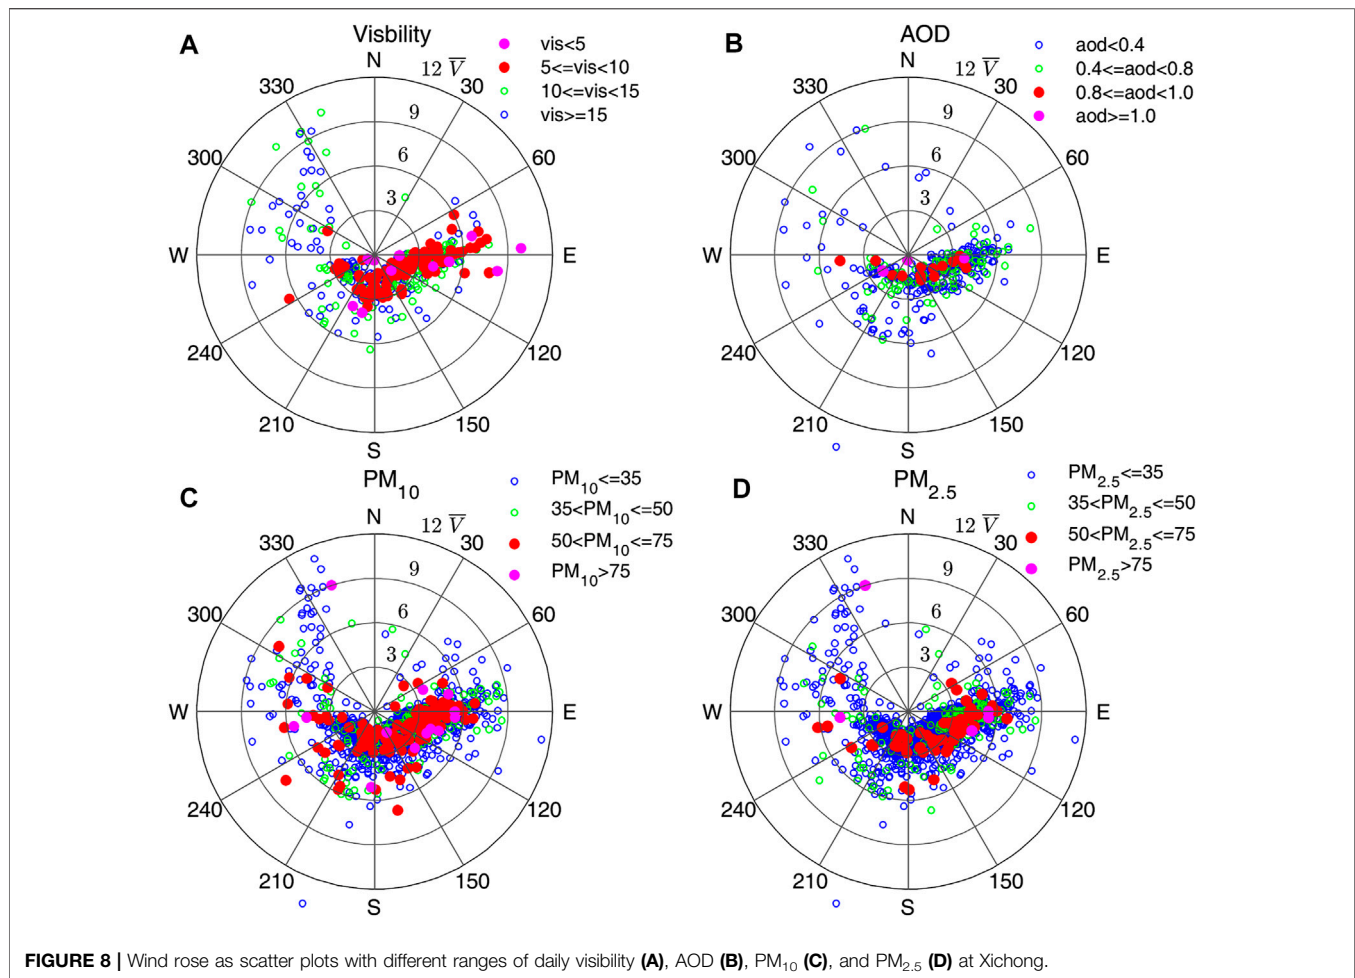 A
Visbility
vis<5
5<=vis<10
10<=vis<15
vis>=15
N
12 V̅
30
60
E
120
150
S
210
240
W
300
330
9
6
3
B
AOD
aod<0.4
0.4<=aod<0.8
0.8<=aod<1.0
aod>=1.0
N
12 V̅
30
60
E
120
150
S
210
240
W
300
330
9
6
3
C
PM10
PM10<=35
35<PM10<=50
50<PM10<=75
PM10>75
N
12 V̅
30
60
E
120
150
S
210
240
W
300
330
9
6
3
D
PM2.5
PM2.5<=35
35<PM2.5<=50
50<PM2.5<=75
PM2.5>75
N
12 V̅
30
60
E
120
150
S
210
240
W
300
330
9
6
3
FIGURE 8 | Wind rose as scatter plots with different ranges of daily visibility (A), AOD (B), PM10 (C), and PM2.5 (D) at Xichong.